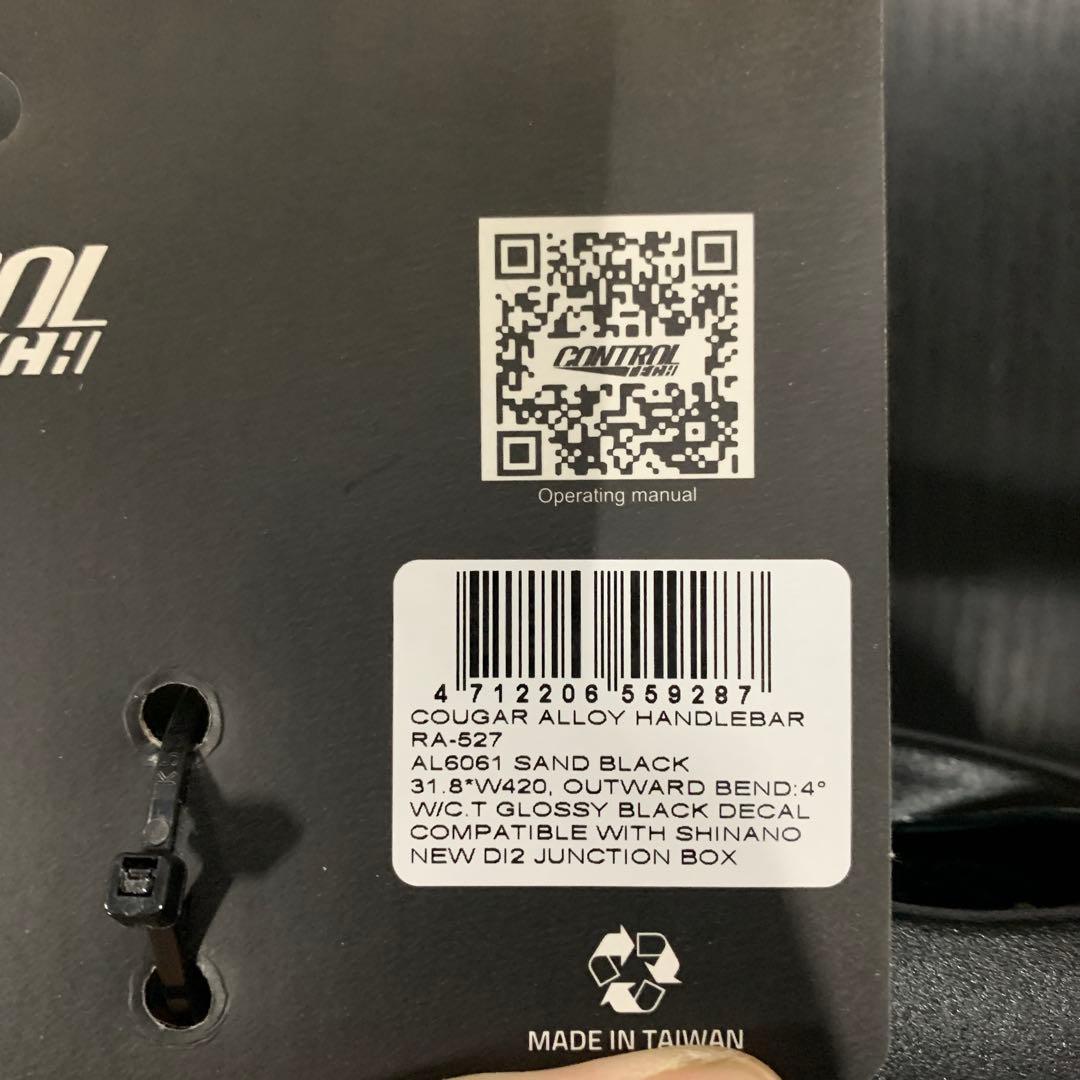 CONTROL
TECH
Operating manual
4 712206 559287
COUGAR ALLOY HANDLEBAR
RA-527
AL6061 SAND BLACK
31.8*W420, OUTWARD BEND:4°
W/C.T GLOSSY BLACK DECAL
COMPATIBLE WITH SHINANO
NEW DI2 JUNCTION BOX
MADE IN TAIWAN